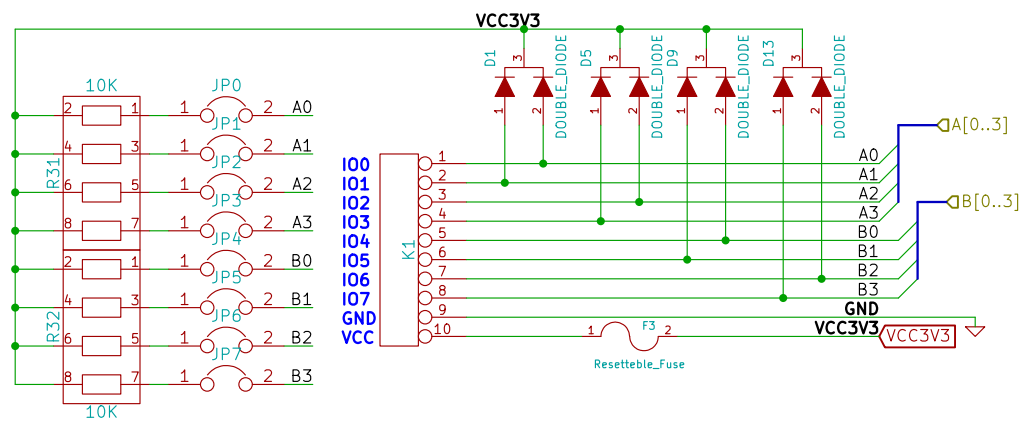 VCC3V3
10K
JP0
2 1 1 2 A0
JP1
4 3 1 2 A1
R31
JP2
6 5 1 2 A2
JP3
8 7 1 2 A3
JP4
2 1 1 2 B0
JP5
4 3 1 2 B1
R32
JP6
6 5 1 2 B2
JP7
8 7 1 2 B3
10K
D1
3
1
2
DOUBLE_DIODE
D5
3
1
2
DOUBLE_DIODE
D9
3
1
2
DOUBLE_DIODE
D13
3
1
2
DOUBLE_DIODE
K1
IO0 1 A0
IO1 2 A1
IO2 3 A2
IO3 4 A3
IO4 5 B0
IO5 6 B1
IO6 7 B2
IO7 8 B3
GND 9 GND
VCC 10 VCC3V3
1 F3 2
Resetteble_Fuse
VCC3V3
A[0..3]
B[0..3]